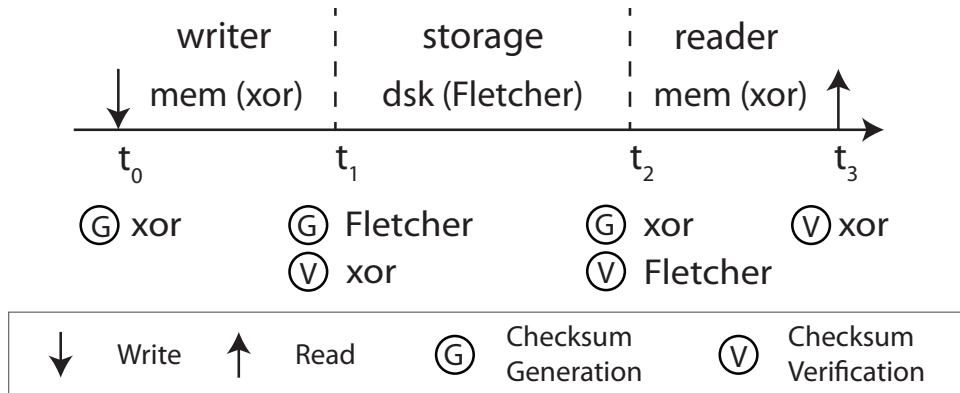 writer storage reader
mem (xor) dsk (Fletcher) mem (xor)
t0 t1 t2 t3
G xor G Fletcher G xor V xor
V xor V Fletcher
Write Read G Checksum Generation V Checksum Verification